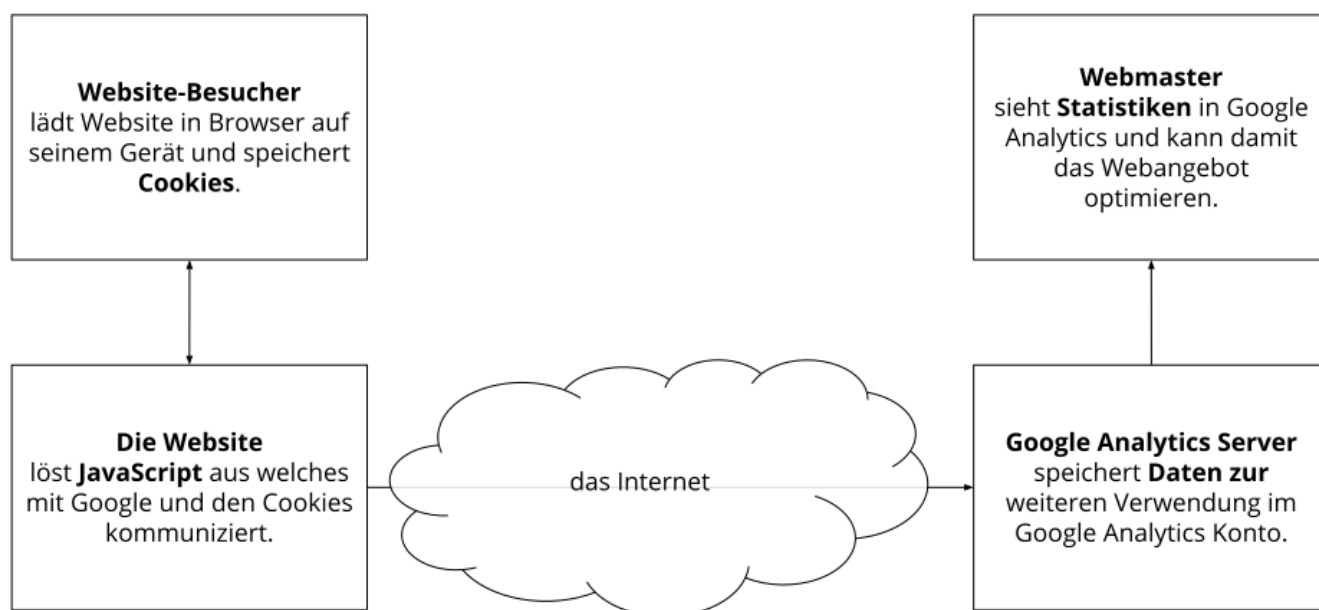 Website-Besucher
lädt Website in Browser auf
seinem Gerät und speichert
Cookies.
Webmaster
sieht Statistiken in Google
Analytics und kann damit
das Webangebot
optimieren.
Die Website
löst JavaScript aus welches
mit Google und den Cookies
kommuniziert.
das Internet
Google Analytics Server
speichert Daten zur
weiteren Verwendung im
Google Analytics Konto.